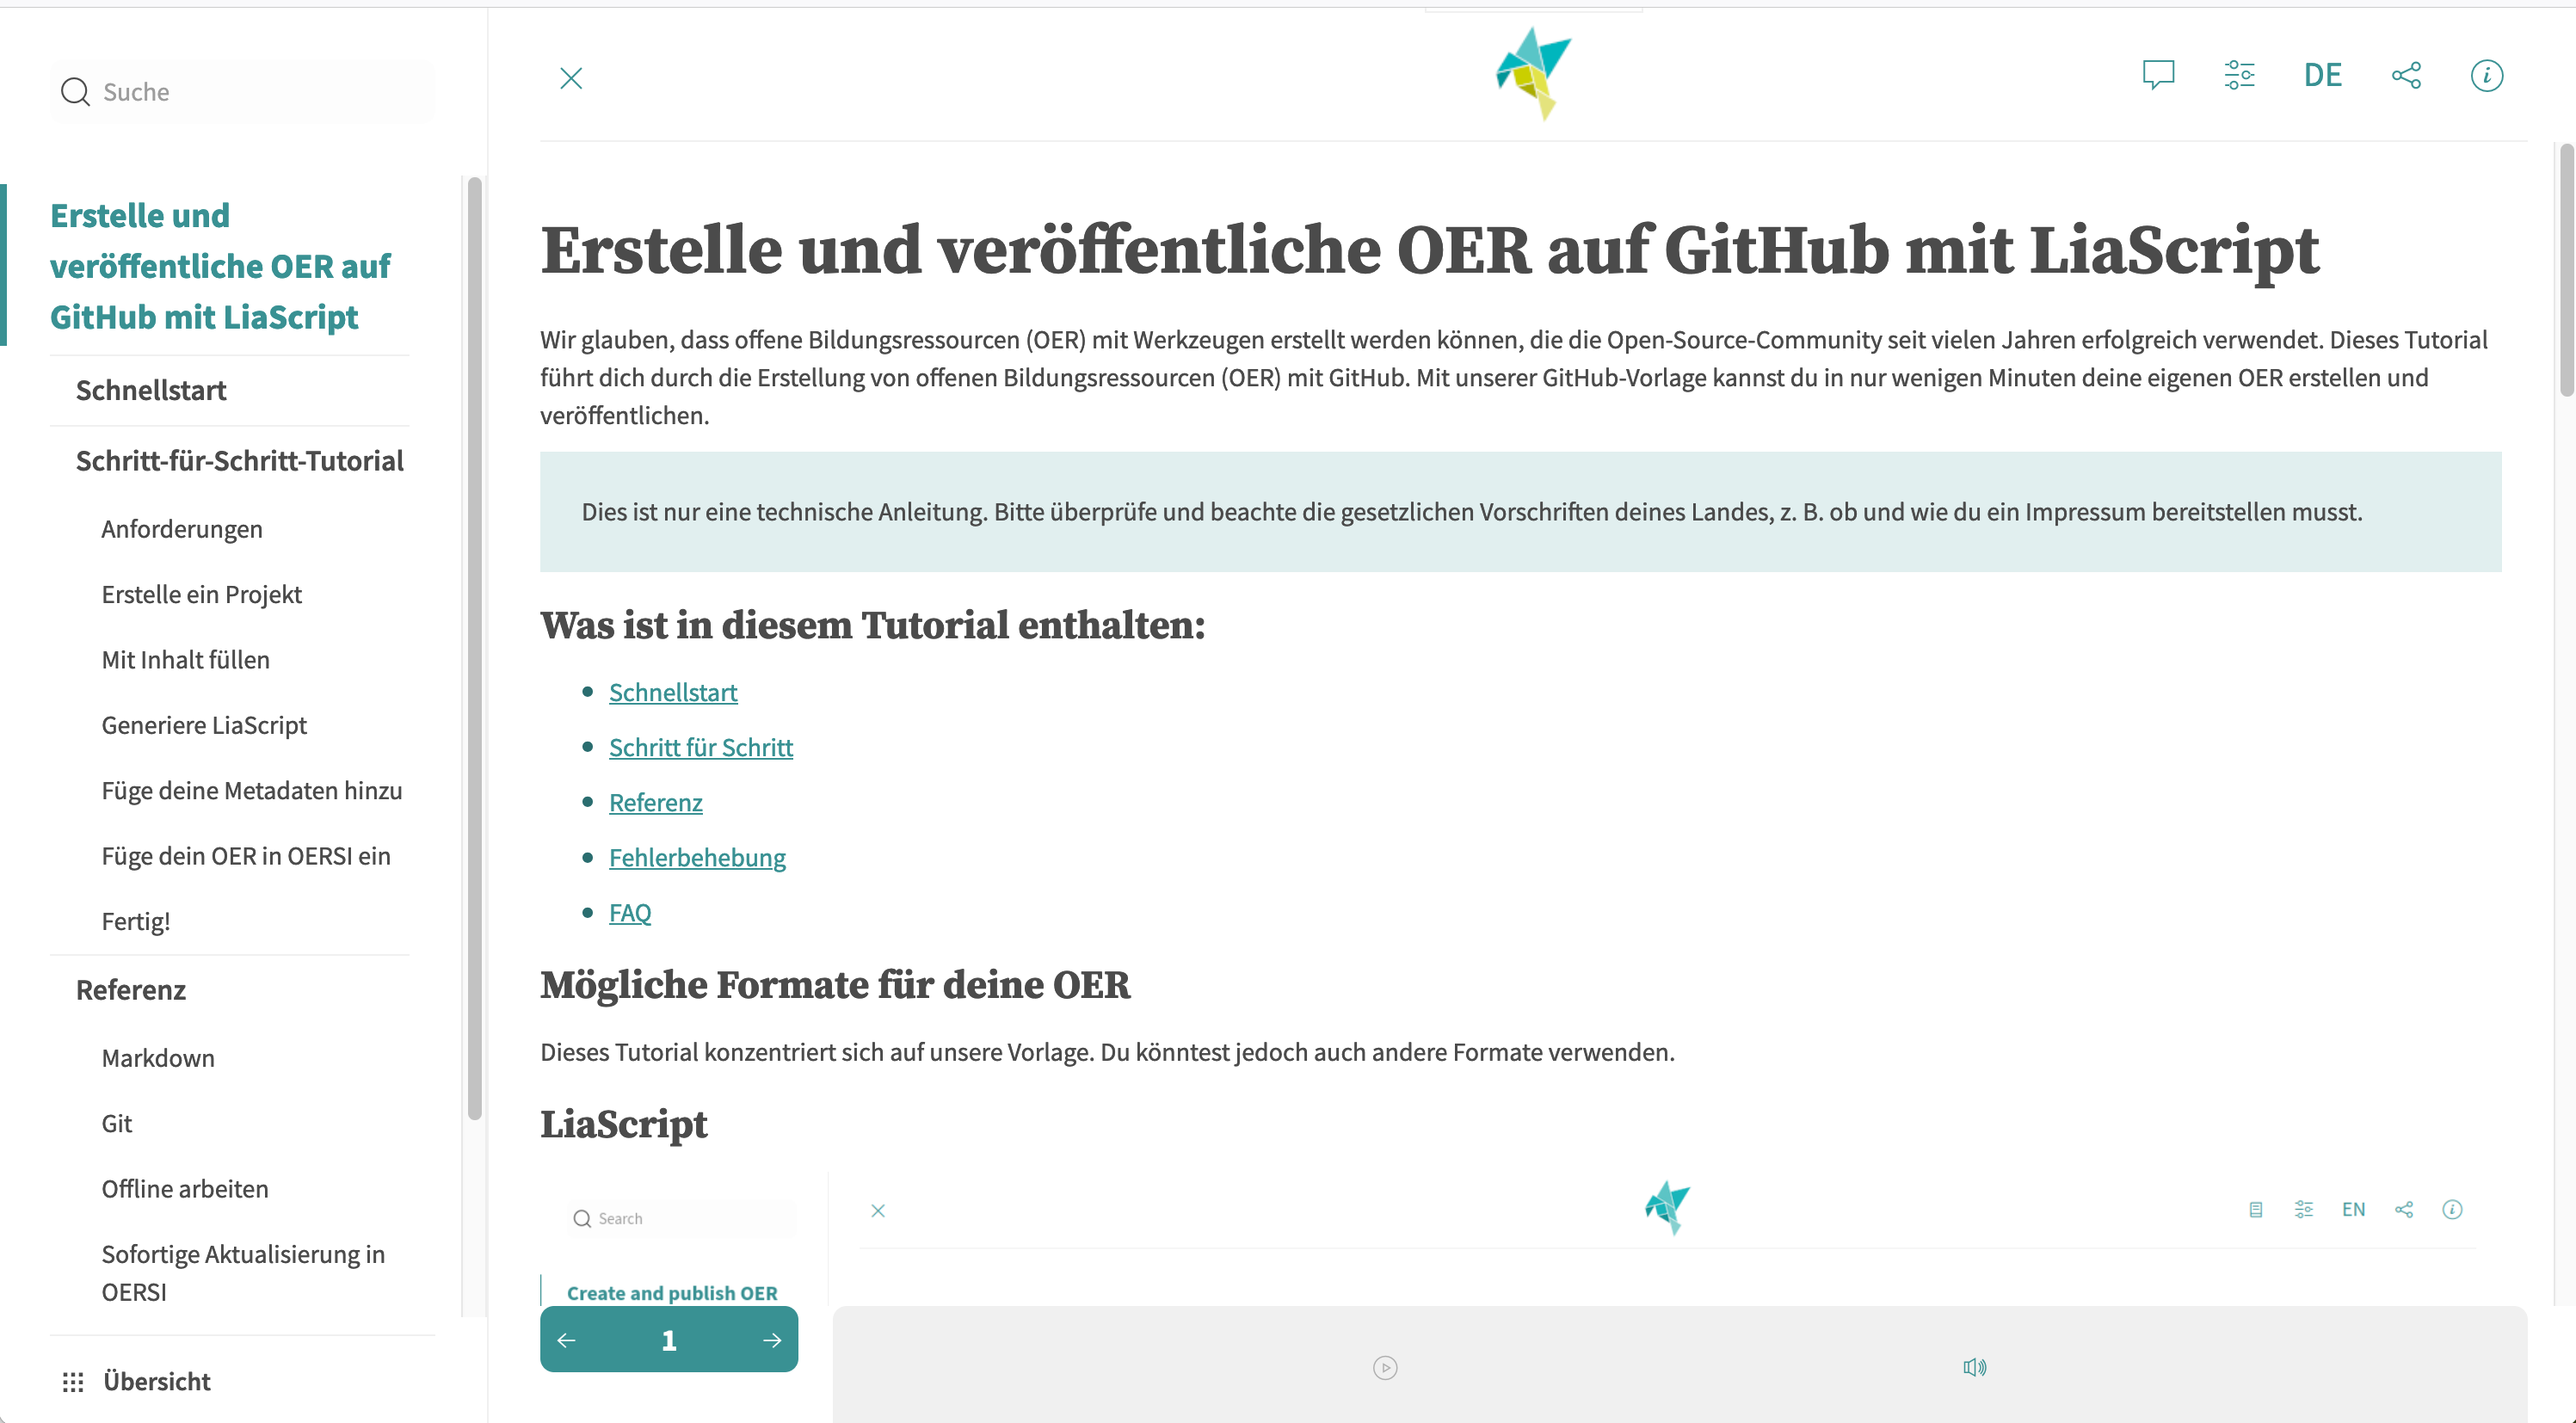 Suche
Erstelle und
veröffentliche OER auf
GitHub mit LiaScript
Schnellstart
Schritt-für-Schritt-Tutorial
Anforderungen
Erstelle ein Projekt
Mit Inhalt füllen
Generiere LiaScript
Füge deine Metadaten hinzu
Füge dein OER in OERSI ein
Fertig!
Referenz
Markdown
Git
Offline arbeiten
Sofortige Aktualisierung in
OERSI
Übersicht
DE
Erstelle und veröffentliche OER auf GitHub mit LiaScript
Wir glauben, dass offene Bildungsressourcen (OER) mit Werkzeugen erstellt werden können, die die Open-Source-Community seit vielen Jahren erfolgreich verwendet. Dieses Tutorial
führt dich durch die Erstellung von offenen Bildungsressourcen (OER) mit GitHub. Mit unserer GitHub-Vorlage kannst du in nur wenigen Minuten deine eigenen OER erstellen und
veröffentlichen.
Dies ist nur eine technische Anleitung. Bitte überprüfe und beachte die gesetzlichen Vorschriften deines Landes, z. B. ob und wie du ein Impressum bereitstellen musst.
Was ist in diesem Tutorial enthalten:
Schnellstart
Schritt für Schritt
Referenz
Fehlerbehebung
FAQ
Mögliche Formate für deine OER
Dieses Tutorial konzentriert sich auf unsere Vorlage. Du könntest jedoch auch andere Formate verwenden.
LiaScript
Search
EN
Create and publish OER
1